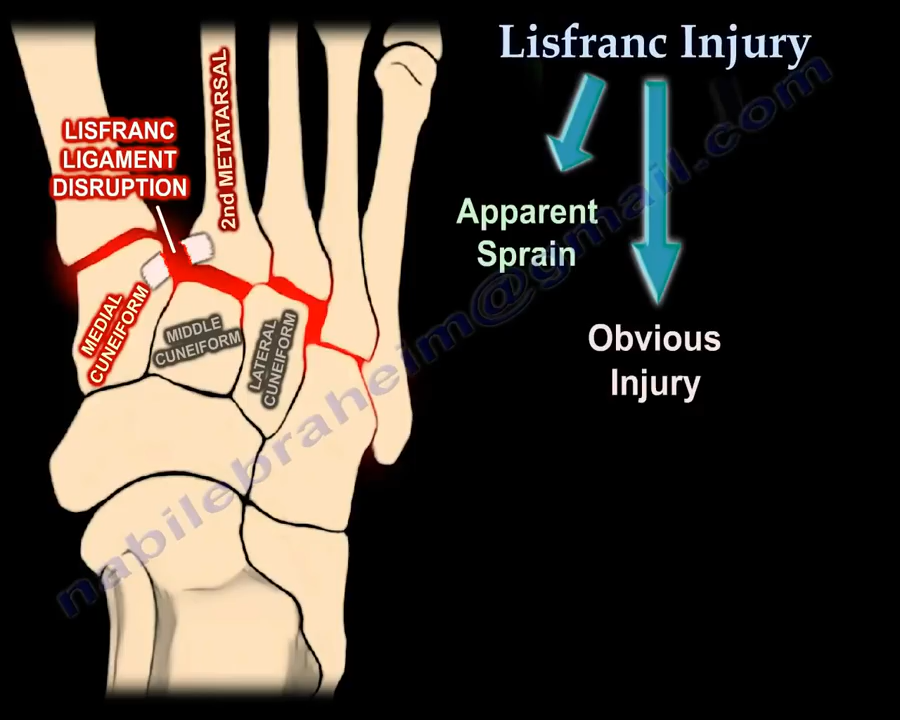 Lisfranc Injury
LISFRANC
LIGAMENT
DISRUPTION
2nd METATARSAL
Apparent
Sprain
Obvious
Injury
MEDIAL
CUNEIFORM
MIDDLE
CUNEIFORM
LATERAL
CUNEIFORM
nabilebraheim@gmail.com